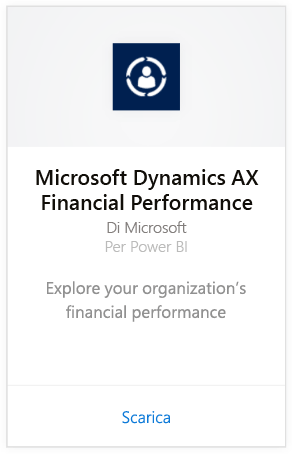 Microsoft Dynamics AX
Financial Performance
Di Microsoft
Per Power BI
Explore your organization's
financial performance
Scarica